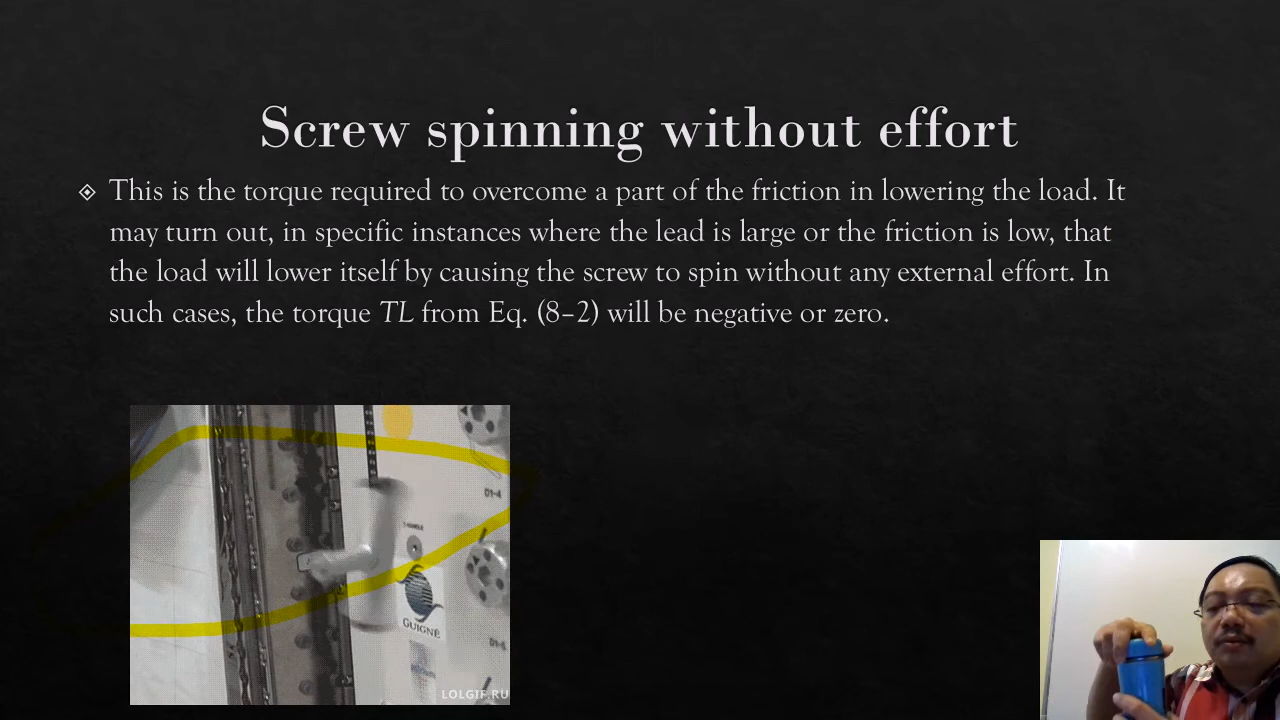 Screw spinning without effort
This is the torque required to overcome a part of the friction in lowering the load. It
may turn out, in specific instances where the lead is large or the friction is low, that
the load will lower itself by causing the screw to spin without any external effort. In
such cases, the torque TL from Eq. (8–2) will be negative or zero.
D1-4
GUIGNE
LOLGIF.RU